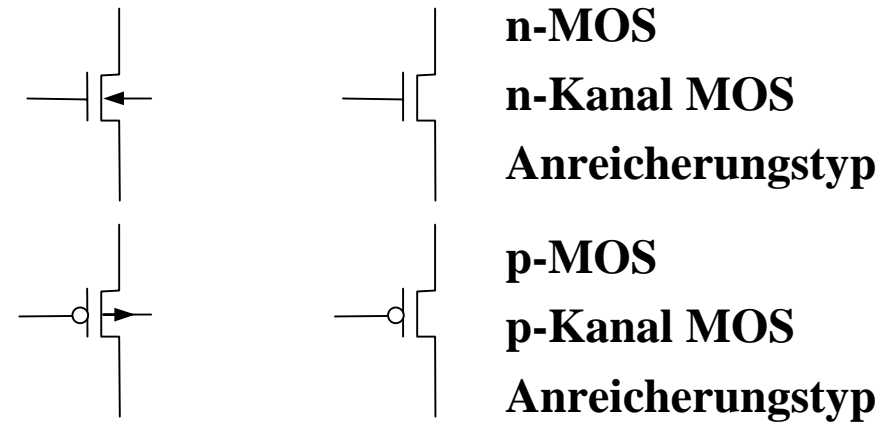 n-MOS
n-Kanal MOS
Anreicherungstyp
p-MOS
p-Kanal MOS
Anreicherungstyp